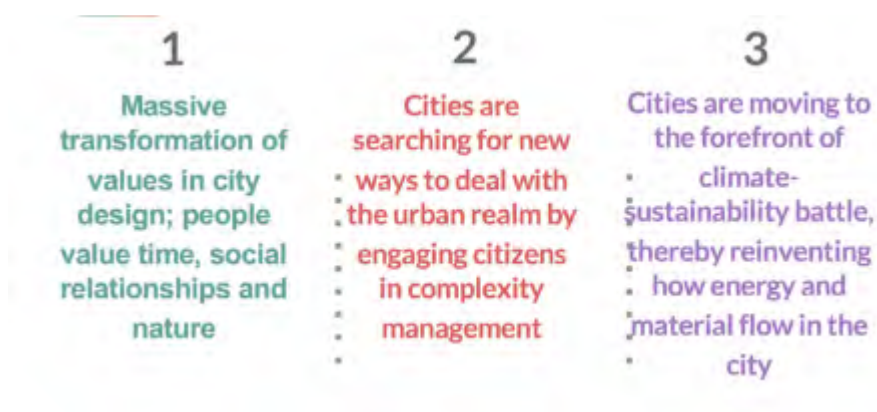 1
Massive
transformation of
values in city
design; people
value time, social
relationships and
nature
2
Cities are
searching for new
ways to deal with
the urban realm by
engaging citizens
in complexity
management
3
Cities are moving to
the forefront of
climate-
sustainability battle,
thereby reinventing
how energy and
material flow in the
city